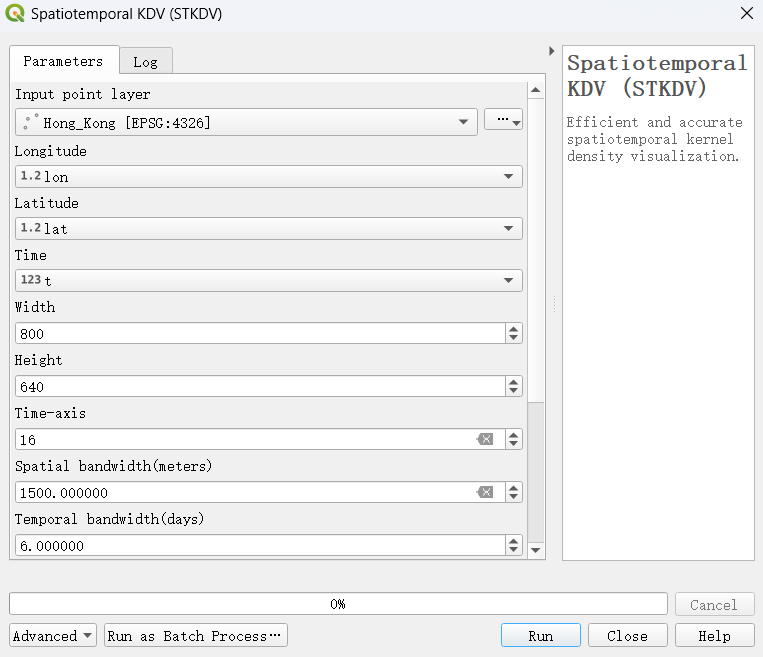 Spatiotemporal KDV (STKDV)
Parameters
Log
Input point layer
Hong_Kong [EPSG:4326]
...
Longitude
1.2 lon
Latitude
1.2 lat
Time
123 t
Width
800
Height
640
Time-axis
16
Spatial bandwidth(meters)
1500.000000
Temporal bandwidth(days)
6.000000
Spatiotemporal
KDV (STKDV)
Efficient and accurate
spatiotemporal kernel
density visualization.
0%
Cancel
Advanced
Run as Batch Process…
Run
Close
Help